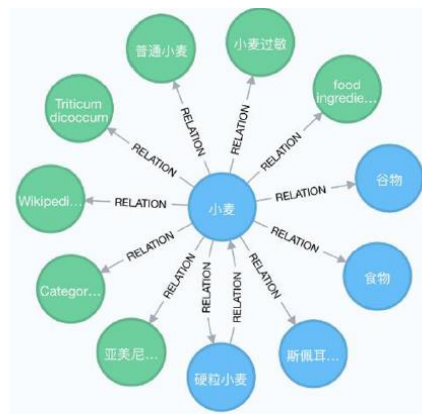 普通小麦
小麦过敏
food
ingredie...
Triticum
dicoccum
谷物
Wikipedi...
小麦
食物
Categor...
亚美尼...
硬粒小麦
斯佩耳...
RELATION
RELATION
RELATION
RELATION
RELATION
RELATION
RELATION
RELATION
RELATION
RELATION
RELATION
RELATION